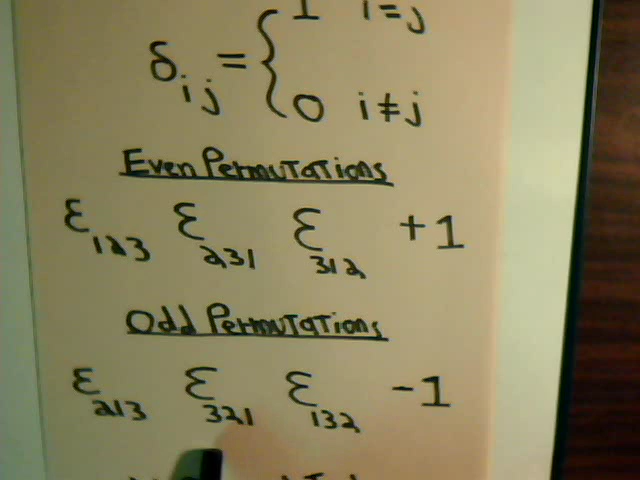 1 i=j
δij = {
0 i≠j
Even Permutations
ε123 ε231 ε312 +1
Odd Permutations
ε213 ε321 ε132 -1